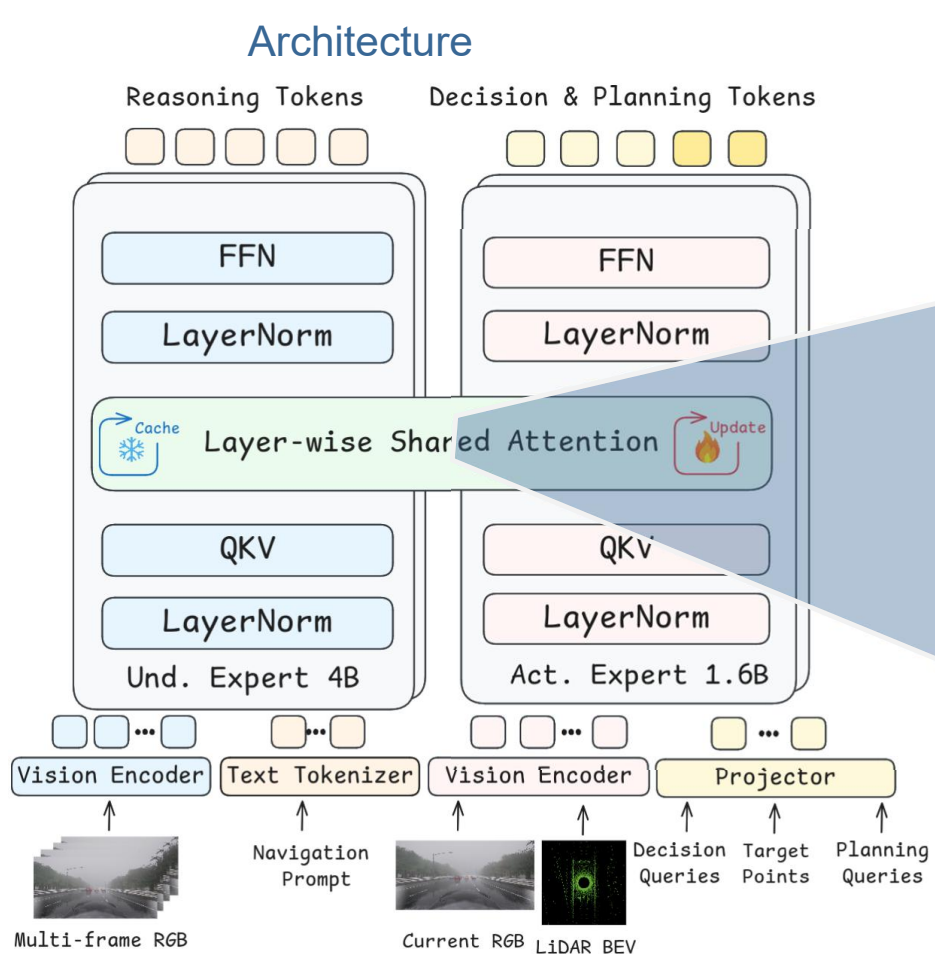 Architecture
Reasoning Tokens
Decision & Planning Tokens
FFN
FFN
LayerNorm
LayerNorm
Cache
Layer-wise Shared Attention
Update
QKV
QKV
LayerNorm
LayerNorm
Und. Expert 4B
Act. Expert 1.6B
Vision Encoder
Text Tokenizer
Vision Encoder
Projector
Navigation
Prompt
Decision
Queries
Target
Points
Planning
Queries
Multi-frame RGB
Current RGB
LiDAR BEV